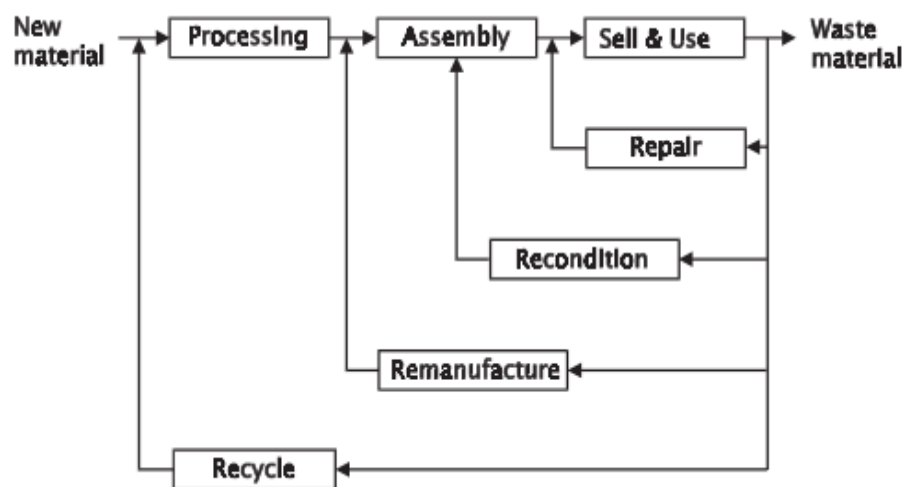 New
material
Processing
Assembly
Sell & Use
Waste
material
Repair
Recondition
Remanufacture
Recycle